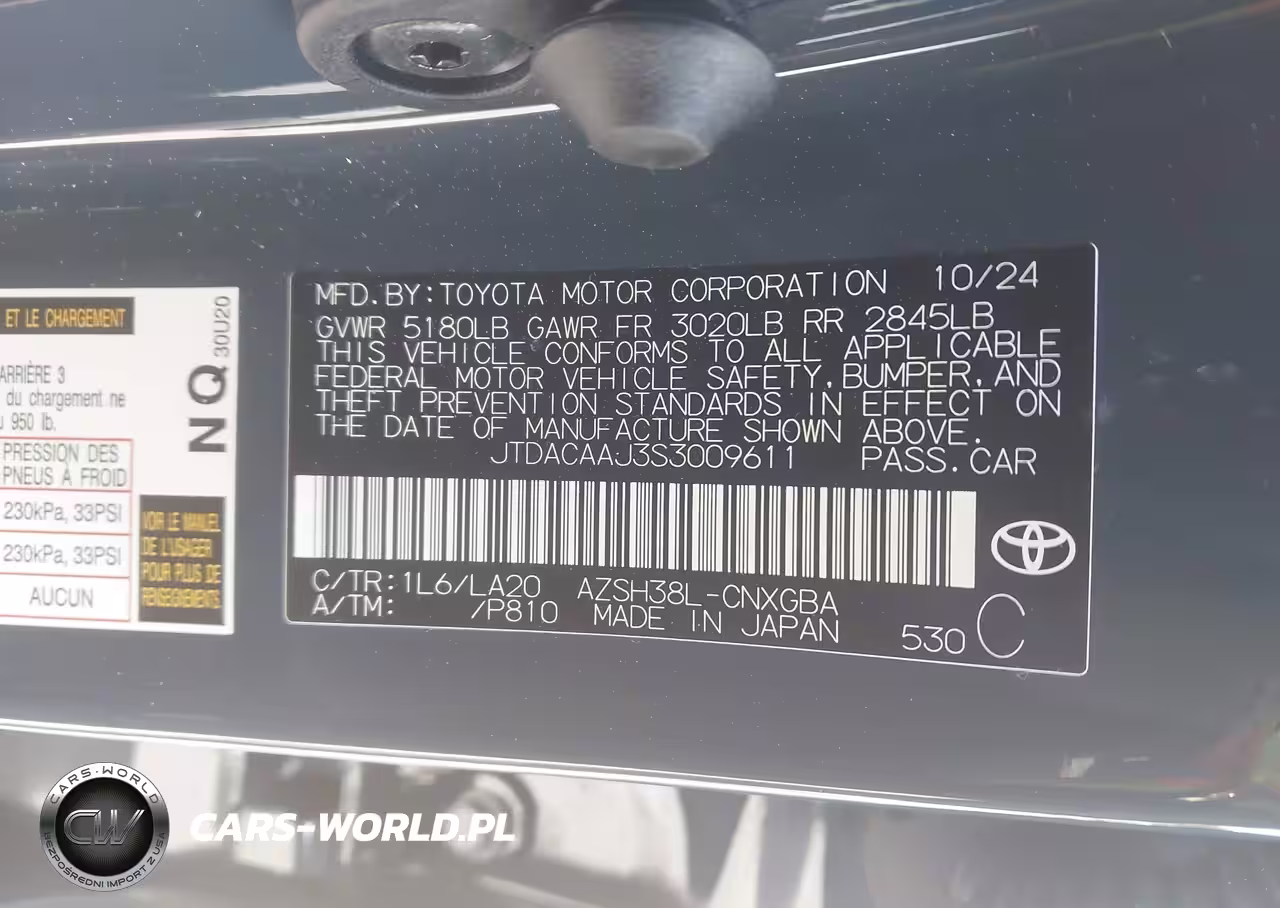 ET LE CHARGEMENT
ARRIÈRE 3
du chargement ne
950 lb.
PRESSION DES
PNEUS À FROID
230kPa, 33PSI
230kPa, 33PSI
AUCUN
NQ
30U20
VOIR LE MANUEL
DE L'USAGER
POUR PLUS DE
RENSEIGNEMENTS
MFD.BY:TOYOTA MOTOR CORPORATION 10/24
GVWR 5180LB GAWR FR 3020LB RR 2845LB
THIS VEHICLE CONFORMS TO ALL APPLICABLE
FEDERAL MOTOR VEHICLE SAFETY,BUMPER,AND
THEFT PREVENTION STANDARDS IN EFFECT ON
THE DATE OF MANUFACTURE SHOWN ABOVE.
JTDACAAJ3S3009611 PASS.CAR
C/TR:1L6/LA20 AZSH38L-CNXGBA
A/TM: /P810 MADE IN JAPAN 530 C
CARS-WORLD
CW
BEZPOŚREDNI IMPORT Z USA
CARS-WORLD.PL